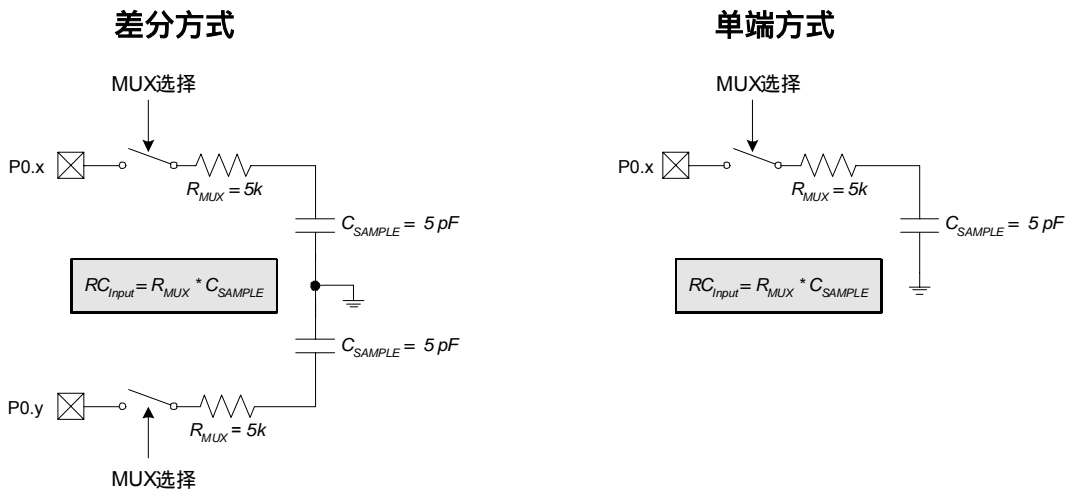 差分方式
MUX选择
P0.x
R_MUX = 5k
C_SAMPLE = 5 pF
RC_Input = R_MUX * C_SAMPLE
C_SAMPLE = 5 pF
P0.y
R_MUX = 5k
MUX选择
单端方式
MUX选择
P0.x
R_MUX = 5k
C_SAMPLE = 5 pF
RC_Input = R_MUX * C_SAMPLE